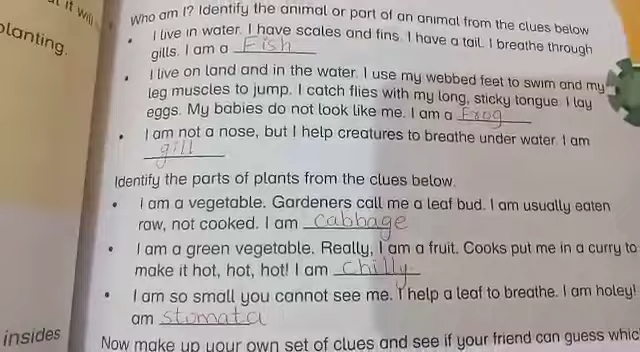 it will
planting.
Who am I? Identify the animal or part of an animal from the clues below
• I live in water. I have scales and fins. I have a tail. I breathe through
gills. I am a Fish
• I live on land and in the water. I use my webbed feet to swim and my
leg muscles to jump. I catch flies with my long, sticky tongue. I lay
eggs. My babies do not look like me. I am a Frog
• I am not a nose, but I help creatures to breathe under water. I am
gill
Identify the parts of plants from the clues below.
• I am a vegetable. Gardeners call me a leaf bud. I am usually eaten
raw, not cooked. I am cabbage
• I am a green vegetable. Really, I am a fruit. Cooks put me in a curry to
make it hot, hot, hot! I am chilly
• I am so small you cannot see me. I help a leaf to breathe. I am holey!
am stomata
insides
Now make up your own set of clues and see if your friend can guess whic